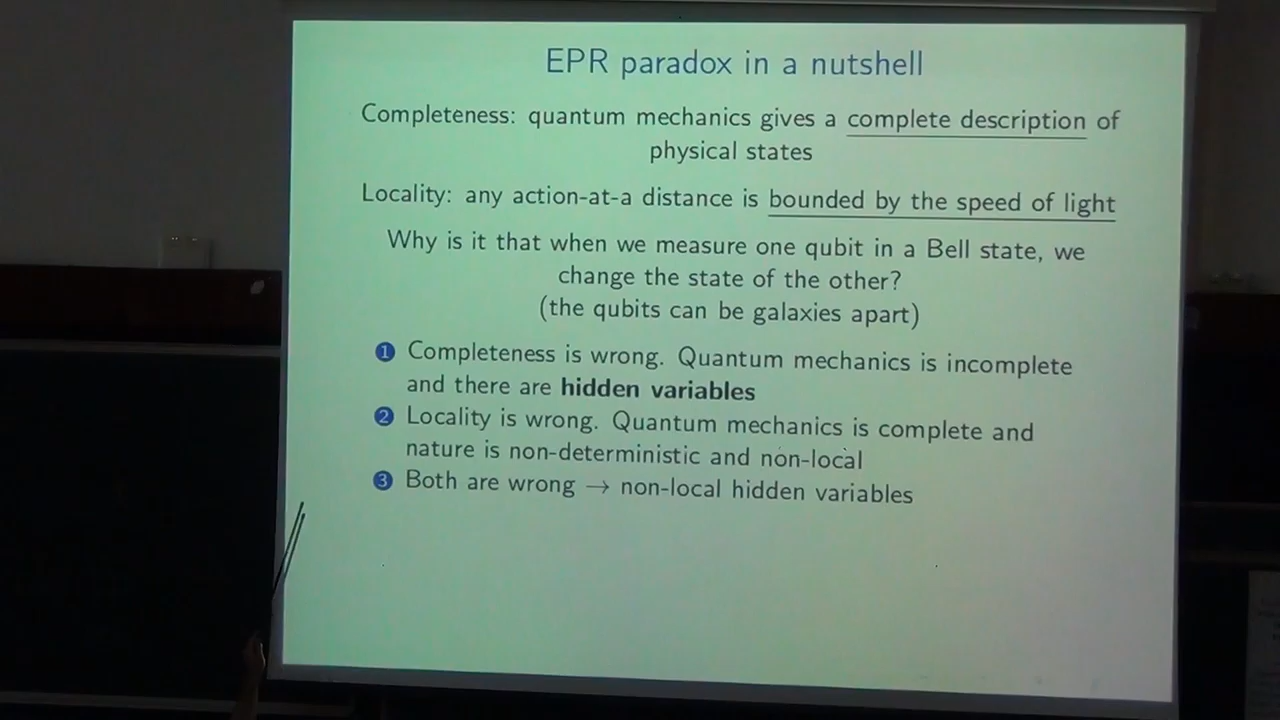 EPR paradox in a nutshell
Completeness: quantum mechanics gives a complete description of
physical states
Locality: any action-at-a distance is bounded by the speed of light
Why is it that when we measure one qubit in a Bell state, we
change the state of the other?
(the qubits can be galaxies apart)
1 Completeness is wrong. Quantum mechanics is incomplete
and there are hidden variables
2 Locality is wrong. Quantum mechanics is complete and
nature is non-deterministic and non-local
3 Both are wrong → non-local hidden variables